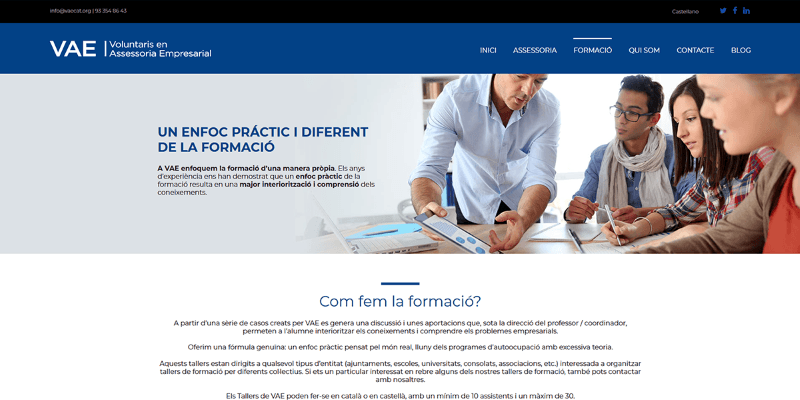 info@vaecat.org | 93 354 86 43
Castellano
VAE | Voluntaris en
Assessoria Empresarial
INICI ASSESSORIA FORMACIÓ QUI SOM CONTACTE BLOG
UN ENFOC PRÁCTIC I DIFERENT
DE LA FORMACIÓ
A VAE enfoquem la formació d'una manera pròpia. Els anys
d'experiència ens han demostrat que un enfoc pràctic de la
formació resulta en una major interiorització i comprensió dels
coneixements.
Com fem la formació?
A partir d'una sèrie de casos creats per VAE es genera una discussió i unes aportacions que, sota la direcció del professor / coordinador,
permeten a l'alumne interioritzar els coneixements i comprendre els problemes empresarials.
Oferim una fórmula genuïna: un enfoc pràctic pensat pel món real, lluny dels programes d'autoocupació amb excessiva teoria.
Aquests tallers estan dirigits a qualsevol tipus d'entitat (ajuntaments, escoles, universitats, consolats, associacions, etc.) interessada a organitzar
tallers de formació per diferents col·lectius. Si ets un particular interessat en rebre alguns dels nostres tallers de formació, també pots contactar
amb nosaltres.
Els Tallers de VAE poden fer-se en català o en castellà, amb un mínim de 10 assistents i un màxim de 30.